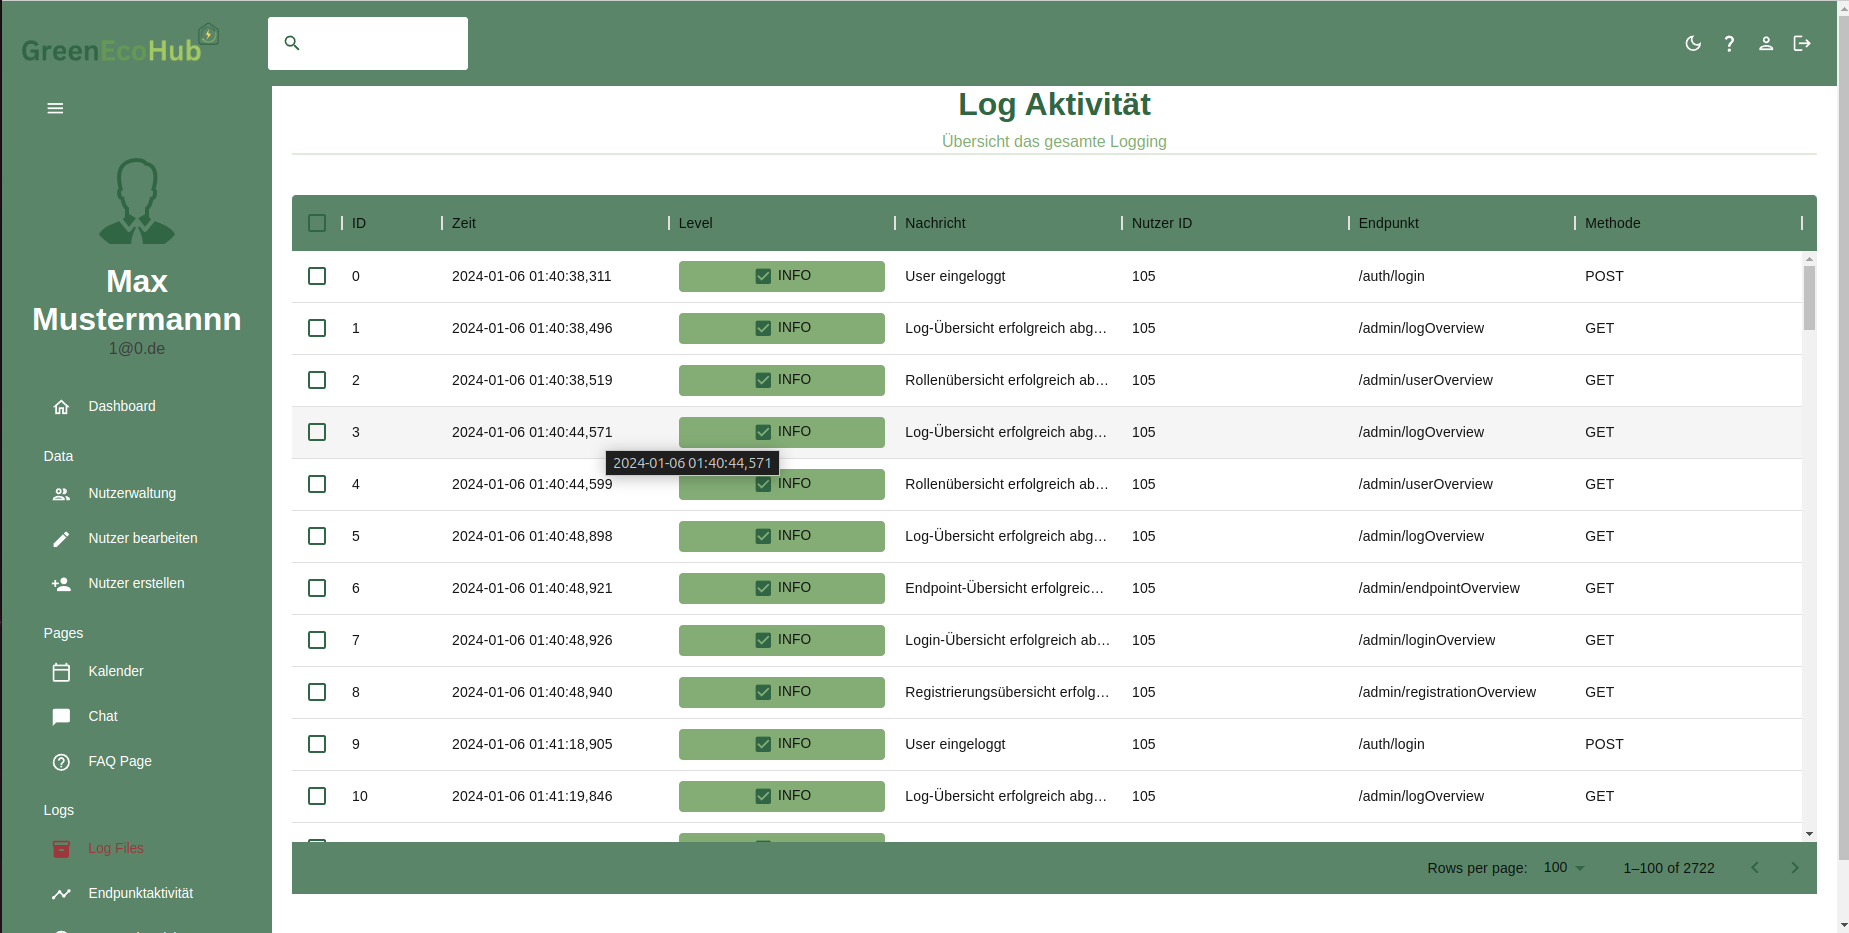 GreenEcoHub
Max
Mustermannn
1@0.de
Dashboard
Data
Nutzerwaltung
Nutzer bearbeiten
Nutzer erstellen
Pages
Kalender
Chat
FAQ Page
Logs
Log Files
Endpunktaktivität
Log Aktivität
Übersicht das gesamte Logging
ID Zeit Level Nachricht Nutzer ID Endpunkt Methode
0 2024-01-06 01:40:38,311 INFO User eingeloggt 105 /auth/login POST
1 2024-01-06 01:40:38,496 INFO Log-Übersicht erfolgreich abg... 105 /admin/logOverview GET
2 2024-01-06 01:40:38,519 INFO Rollenübersicht erfolgreich ab... 105 /admin/userOverview GET
3 2024-01-06 01:40:44,571 INFO Log-Übersicht erfolgreich abg... 105 /admin/logOverview GET
2024-01-06 01:40:44,571
4 2024-01-06 01:40:44,599 INFO Rollenübersicht erfolgreich ab... 105 /admin/userOverview GET
5 2024-01-06 01:40:48,898 INFO Log-Übersicht erfolgreich abg... 105 /admin/logOverview GET
6 2024-01-06 01:40:48,921 INFO Endpoint-Übersicht erfolgreic... 105 /admin/endpointOverview GET
7 2024-01-06 01:40:48,926 INFO Login-Übersicht erfolgreich ab... 105 /admin/loginOverview GET
8 2024-01-06 01:40:48,940 INFO Registrierungsübersicht erfolg... 105 /admin/registrationOverview GET
9 2024-01-06 01:41:18,905 INFO User eingeloggt 105 /auth/login POST
10 2024-01-06 01:41:19,846 INFO Log-Übersicht erfolgreich abg... 105 /admin/logOverview GET
Rows per page: 100 1–100 of 2722